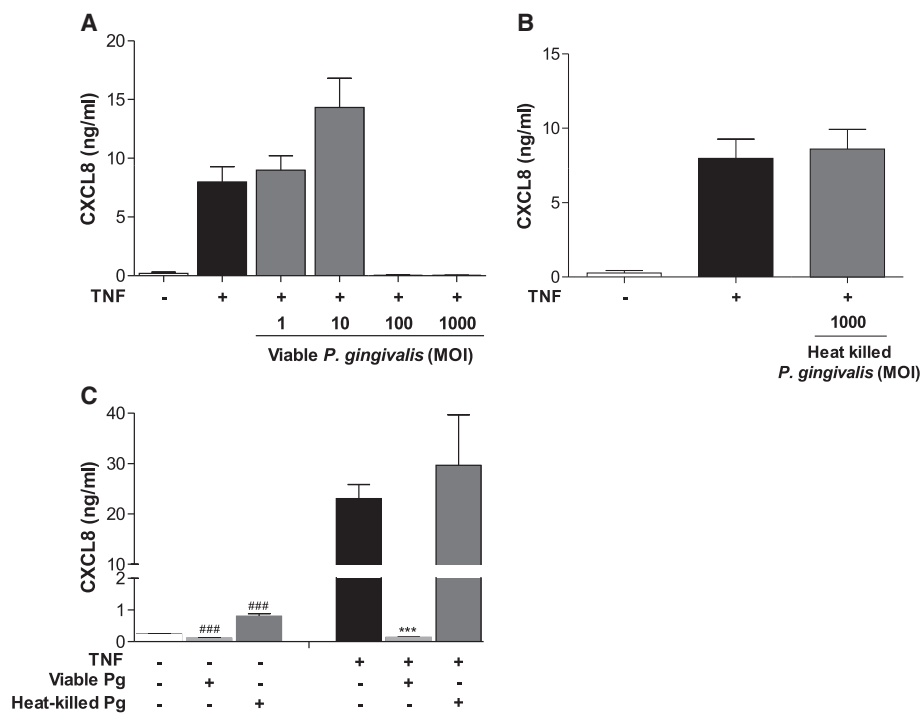 A
CXCL8 (ng/ml)
20
15
10
5
0
TNF - + + + + +
1 10 100 1000
Viable P. gingivalis (MOI)
B
CXCL8 (ng/ml)
15
10
5
0
TNF - + +
1000
Heat killed
P. gingivalis (MOI)
C
CXCL8 (ng/ml)
40
30
20
10
2
1
0
### ### ***
TNF - - - + + +
Viable Pg - + - - + -
Heat-killed Pg - - + - - +